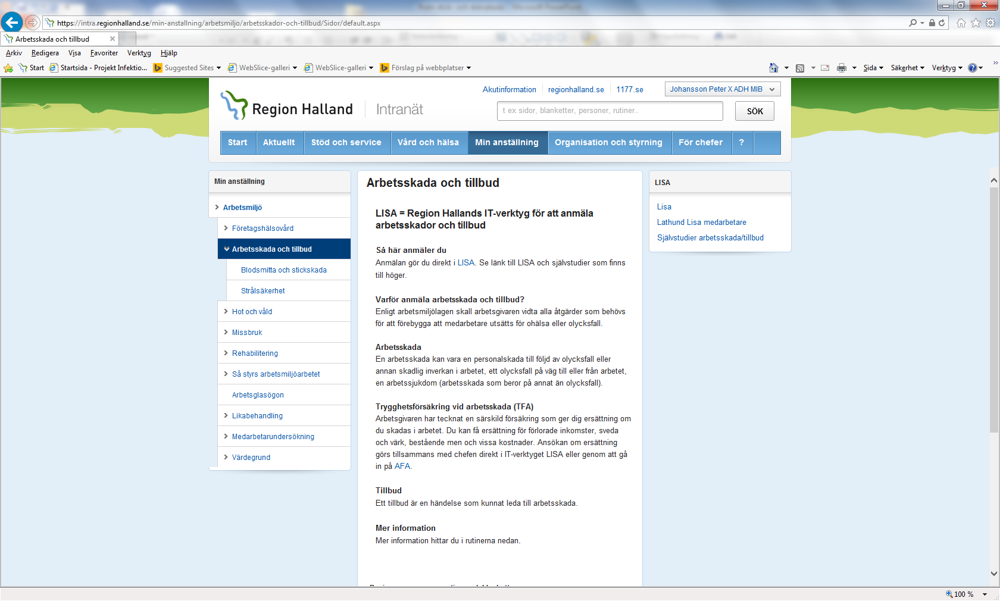 https://intra.regionhalland.se/min-anstallning/arbetsmiljo/arbetsskador-och-tillbud/Sidor/default.aspx
Arbetsskada och tillbud
Arkiv Redigera Visa Favoriter Verktyg Hjälp
Start Startsida - Projekt Infektio... Suggested Sites WebSlice-galleri WebSlice-galleri Förslag på webbplatser Sida Säkerhet Verktyg
Akutinformation regionhalland.se 1177.se Johansson Peter X ADH MIB
Region Halland Intranät
t ex sidor, blanketter, personer, rutiner.. SÖK
Start Aktuellt Stöd och service Vård och hälsa Min anställning Organisation och styrning För chefer ?
Min anställning
Arbetsmiljö
Företagshälsovård
Arbetsskada och tillbud
Blodsmitta och stickskada
Strålsäkerhet
Hot och våld
Missbruk
Rehabilitering
Så styrs arbetsmiljöarbetet
Arbetsglasögon
Likabehandling
Medarbetarundersökning
Värdegrund
Arbetsskada och tillbud
LISA = Region Hallands IT-verktyg för att anmäla
arbetsskador och tillbud
Så här anmäler du
Anmälan gör du direkt i LISA. Se länk till LISA och självstudier som finns
till höger.
Varför anmäla arbetsskada och tillbud?
Enligt arbetsmiljölagen skall arbetsgivaren vidta alla åtgärder som behövs
för att förebygga att medarbetare utsätts för ohälsa eller olycksfall.
Arbetsskada
En arbetsskada kan vara en personalskada till följd av olycksfall eller
annan skadlig inverkan i arbetet, ett olycksfall på väg till eller från arbetet,
en arbetssjukdom (arbetsskada som beror på annat än olycksfall).
Trygghetsförsäkring vid arbetsskada (TFA)
Arbetsgivaren har tecknat en särskild försäkring som ger dig ersättning om
du skadas i arbetet. Du kan få ersättning för förlorade inkomster, sveda
och värk, bestående men och vissa kostnader. Ansökan om ersättning
görs tillsammans med chefen direkt i IT-verktyget LISA eller genom att gå
in på AFA.
Tillbud
Ett tillbud är en händelse som kunnat leda till arbetsskada.
Mer information
Mer information hittar du i rutinerna nedan.
LISA
Lisa
Lathund Lisa medarbetare
Självstudier arbetsskada/tillbud
100 %